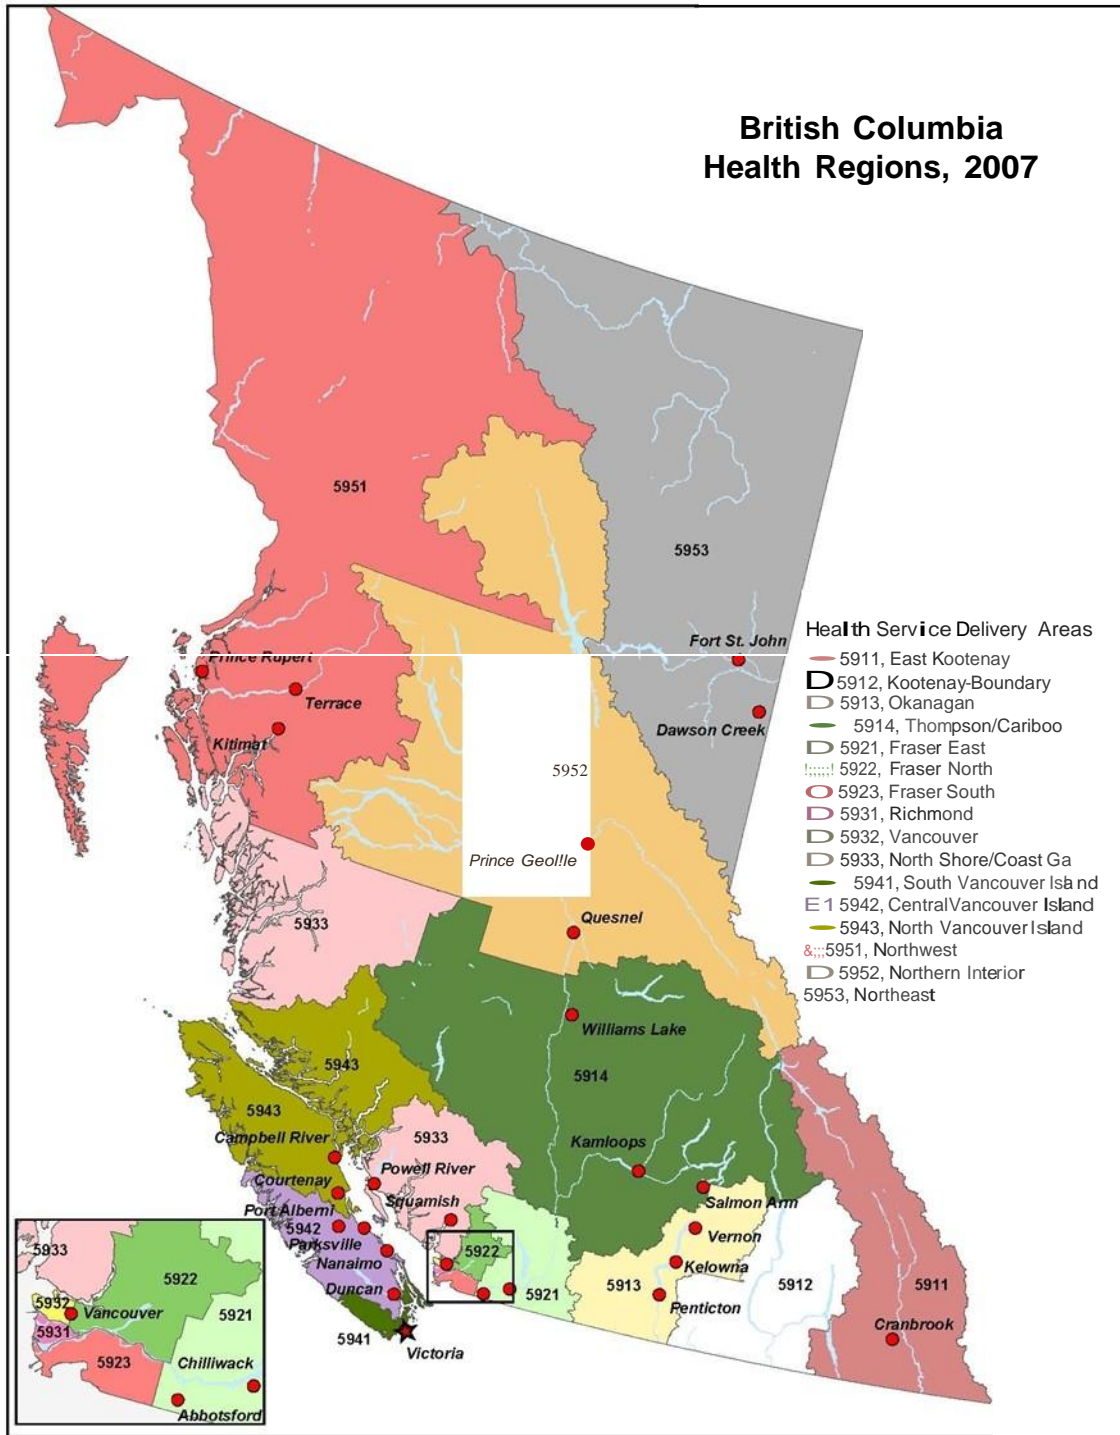 British Columbia
Health Regions, 2007
5951
5953
Fort St. John
Prince Rupert
Terrace
Dawson Creek
Kitimat
5952
Prince Geol!le
Quesnel
5933
Williams Lake
5943
5914
5943
5933
Campbell River
Kamloops
Powell River
Courtenay
Squamish
Salmon Arm
Port Alberni
5942
Parksville
Vernon
5922
Nanaimo
Kelowna
5913
5912
5911
Duncan
5921
Penticton
5941
Victoria
Cranbrook
Health Service Delivery Areas
5911, East Kootenay
D 5912, Kootenay-Boundary
D 5913, Okanagan
5914, Thompson/Cariboo
D 5921, Fraser East
!:::::! 5922, Fraser North
O 5923, Fraser South
D 5931, Richmond
D 5932, Vancouver
D 5933, North Shore/Coast Ga
5941, South Vancouver Island
E1 5942, CentralVancouver Island
5943, North Vancouver Island
&;;;5951, Northwest
D 5952, Northern Interior
5953, Northeast
5933
5922
5932
Vancouver
5921
5931
5923
Chilliwack
Abbotsford